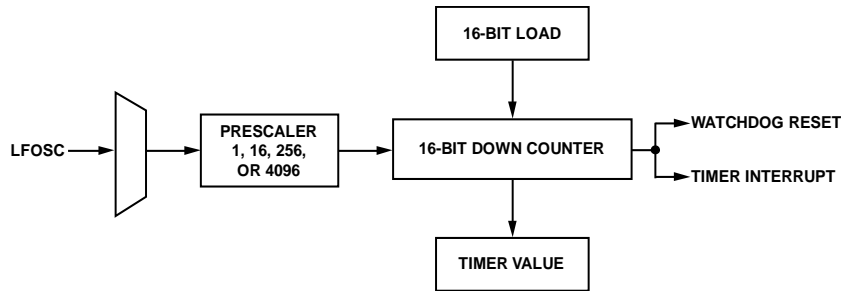 16-BIT LOAD
LFOSC
PRESCALER
1, 16, 256,
OR 4096
16-BIT DOWN COUNTER
WATCHDOG RESET
TIMER INTERRUPT
TIMER VALUE